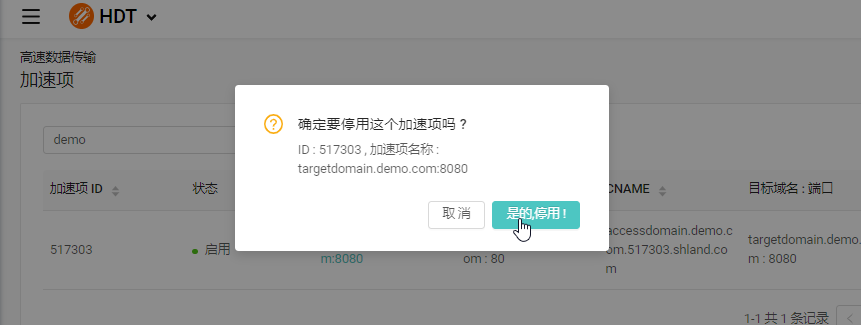 HDT
高速数据传输
加速项
demo
确定要停用这个加速项吗？
ID : 517303 , 加速项名称 :
targetdomain.demo.com:8080
取 消
是的,停用 !
加速项 ID
状态
CNAME
目标域名 : 端口
517303
启用
m:8080
om : 80
accessdomain.demo.c
om.517303.shland.co
m
targetdomain.demo.
om : 8080
1-1 共 1 条记录